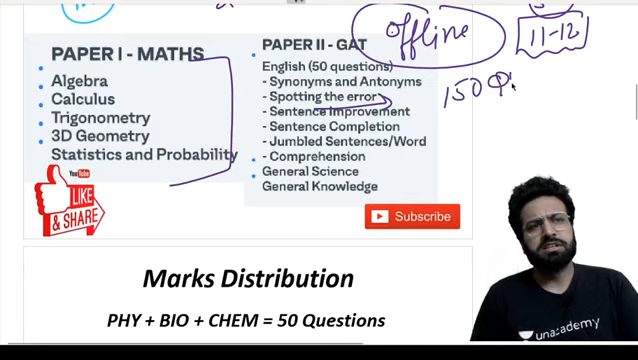 offline
11-12
PAPER I - MATHS
Algebra
Calculus
Trigonometry
3D Geometry
Statistics and Probability
PAPER II - GAT
English (50 questions)
- Synonyms and Antonyms
- Spotting the error
- Sentence Improvement
- Sentence Completion
- Jumbled Sentences/Word
- Comprehension
General Science
General Knowledge
150 Q
YouTube
LIKE
& SHARE
Subscribe
Marks Distribution
PHY + BIO + CHEM = 50 Questions
unacademy